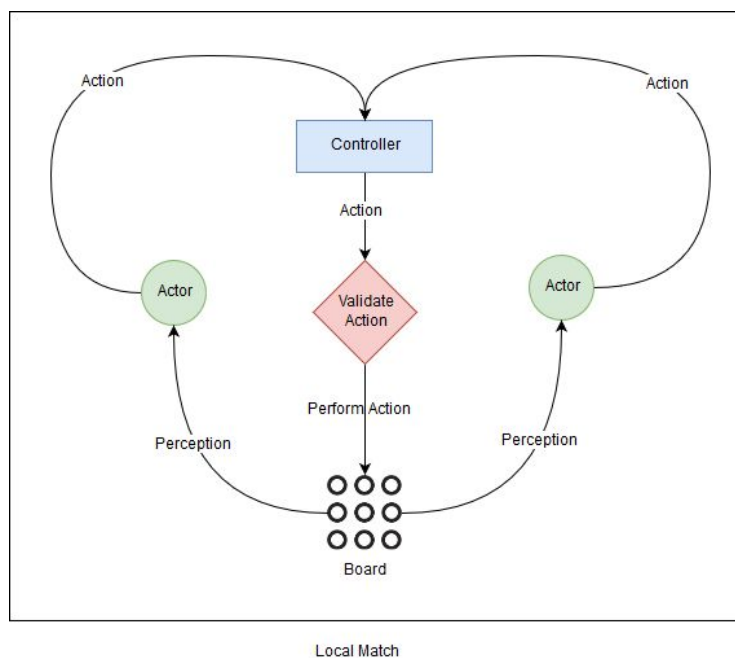 Action
Action
Controller
Action
Actor
Validate
Action
Actor
Perform Action
Perception
Perception
Board
Local Match